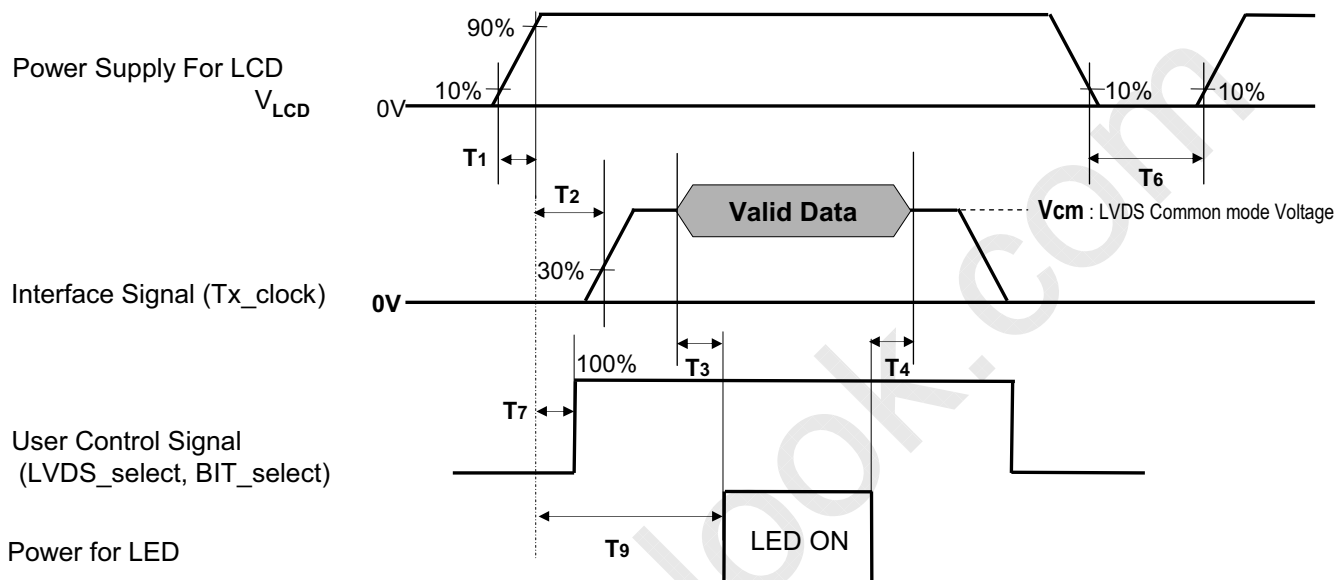 90%
Power Supply For LCD
VLCD
10%
10%
10%
0V
T1
T2
T6
Valid Data
Vcm : LVDS Common mode Voltage
30%
Interface Signal (Tx_clock)
0V
T3
T4
100%
T7
User Control Signal
(LVDS_select, BIT_select)
T9
LED ON
Power for LED
look.com